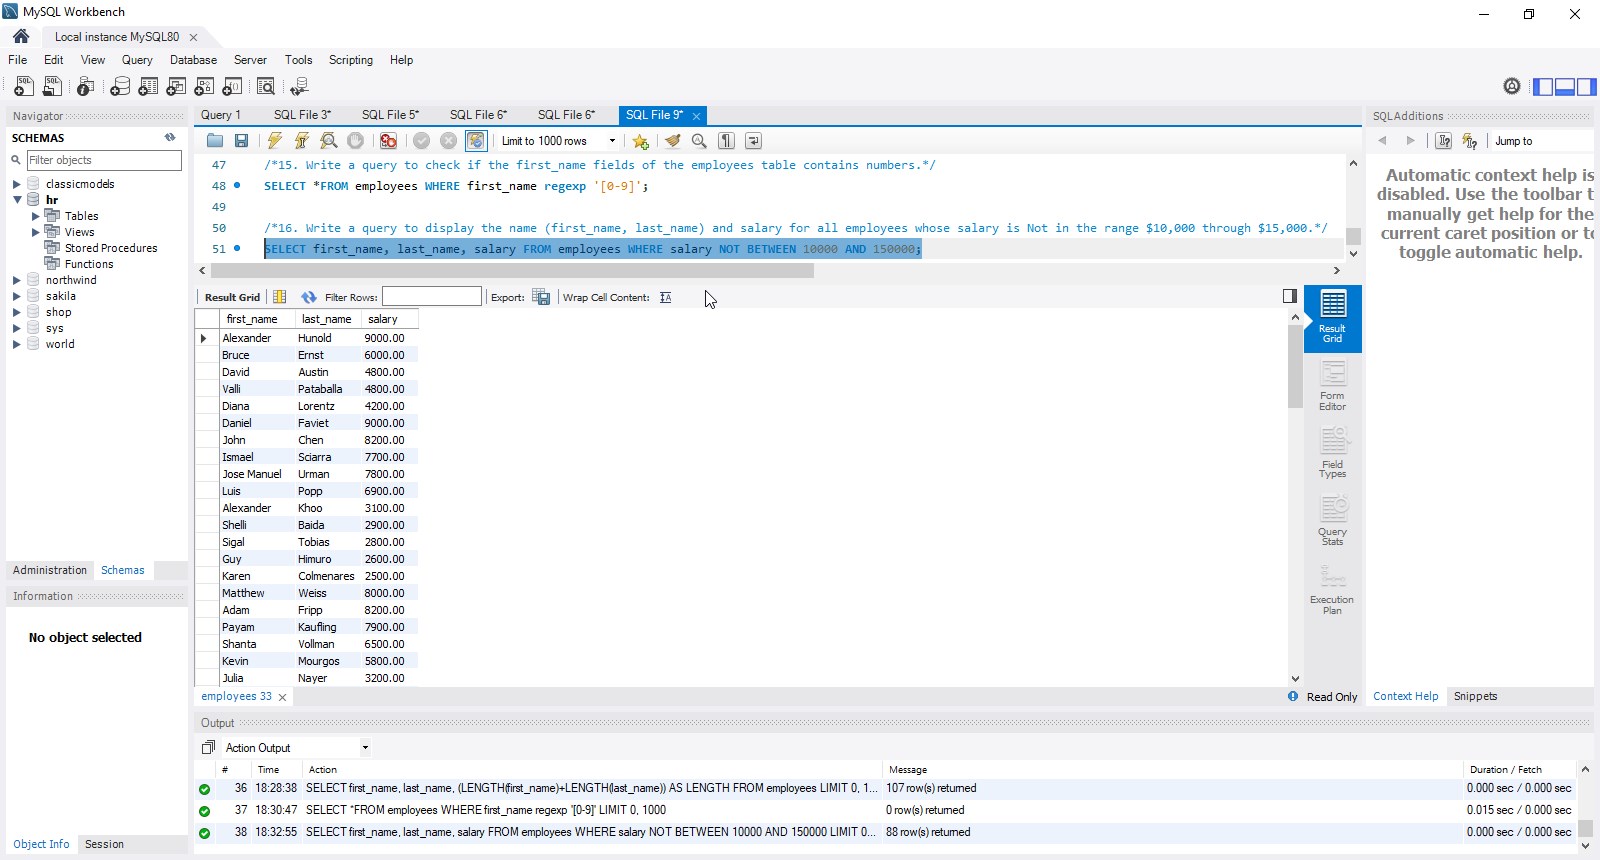 MySQL Workbench
Local instance MySQL80
File Edit View Query Database Server Tools Scripting Help
Navigator
SCHEMAS
Filter objects
classicmodels
hr
Tables
Views
Stored Procedures
Functions
northwind
sakila
shop
sys
world
Administration Schemas
Information
No object selected
Object Info Session
Query 1 SQL File 3* SQL File 5* SQL File 6* SQL File 6* SQL File 9*
Limit to 1000 rows
47 /*15. Write a query to check if the first_name fields of the employees table contains numbers.*/
48 SELECT *FROM employees WHERE first_name regexp '[0-9]';
49
50 /*16. Write a query to display the name (first_name, last_name) and salary for all employees whose salary is Not in the range $10,000 through $15,000.*/
51 SELECT first_name, last_name, salary FROM employees WHERE salary NOT BETWEEN 10000 AND 150000;
Result Grid Filter Rows: Export: Wrap Cell Content:
first_name last_name salary
Alexander Hunold 9000.00
Bruce Ernst 6000.00
David Austin 4800.00
Valli Pataballa 4800.00
Diana Lorentz 4200.00
Daniel Faviet 9000.00
John Chen 8200.00
Ismael Sciarra 7700.00
Jose Manuel Urman 7800.00
Luis Popp 6900.00
Alexander Khoo 3100.00
Shelli Baida 2900.00
Sigal Tobias 2800.00
Guy Himuro 2600.00
Karen Colmenares 2500.00
Matthew Weiss 8000.00
Adam Fripp 8200.00
Payam Kaufling 7900.00
Shanta Vollman 6500.00
Kevin Mourgos 5800.00
Julia Nayer 3200.00
Result
Grid
Form
Editor
Field
Types
Query
Stats
Execution
Plan
employees 33
Read Only
SQLAdditions
Jump to
Automatic context help is
disabled. Use the toolbar t
manually get help for the
current caret position or to
toggle automatic help.
Context Help Snippets
Output
Action Output
# Time Action Message Duration / Fetch
36 18:28:38 SELECT first_name, last_name, (LENGTH(first_name)+LENGTH(last_name)) AS LENGTH FROM employees LIMIT 0, 1... 107 row(s) returned 0.000 sec / 0.000 sec
37 18:30:47 SELECT *FROM employees WHERE first_name regexp '[0-9]' LIMIT 0, 1000 0 row(s) returned 0.015 sec / 0.000 sec
38 18:32:55 SELECT first_name, last_name, salary FROM employees WHERE salary NOT BETWEEN 10000 AND 150000 LIMIT 0... 88 row(s) returned 0.000 sec / 0.000 sec